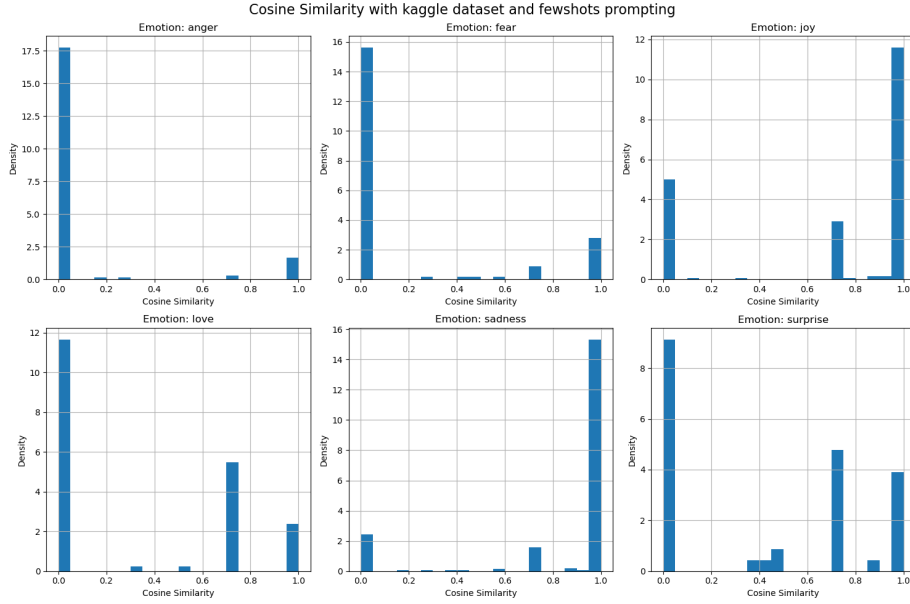 Cosine Similarity with kaggle dataset and fewshots prompting
Emotion: anger
17.5
15.0
12.5
10.0
7.5
5.0
2.5
0.0
Density
0.0 0.2 0.4 0.6 0.8 1.0
Cosine Similarity
Emotion: fear
16
14
12
10
8
6
4
2
0
Density
0.0 0.2 0.4 0.6 0.8 1.0
Cosine Similarity
Emotion: joy
12
10
8
6
4
2
0
Density
0.0 0.2 0.4 0.6 0.8 1.0
Cosine Similarity
Emotion: love
12
10
8
6
4
2
0
Density
0.0 0.2 0.4 0.6 0.8 1.0
Cosine Similarity
Emotion: sadness
16
14
12
10
8
6
4
2
0
Density
0.0 0.2 0.4 0.6 0.8 1.0
Cosine Similarity
Emotion: surprise
8
6
4
2
0
Density
0.0 0.2 0.4 0.6 0.8 1.0
Cosine Similarity